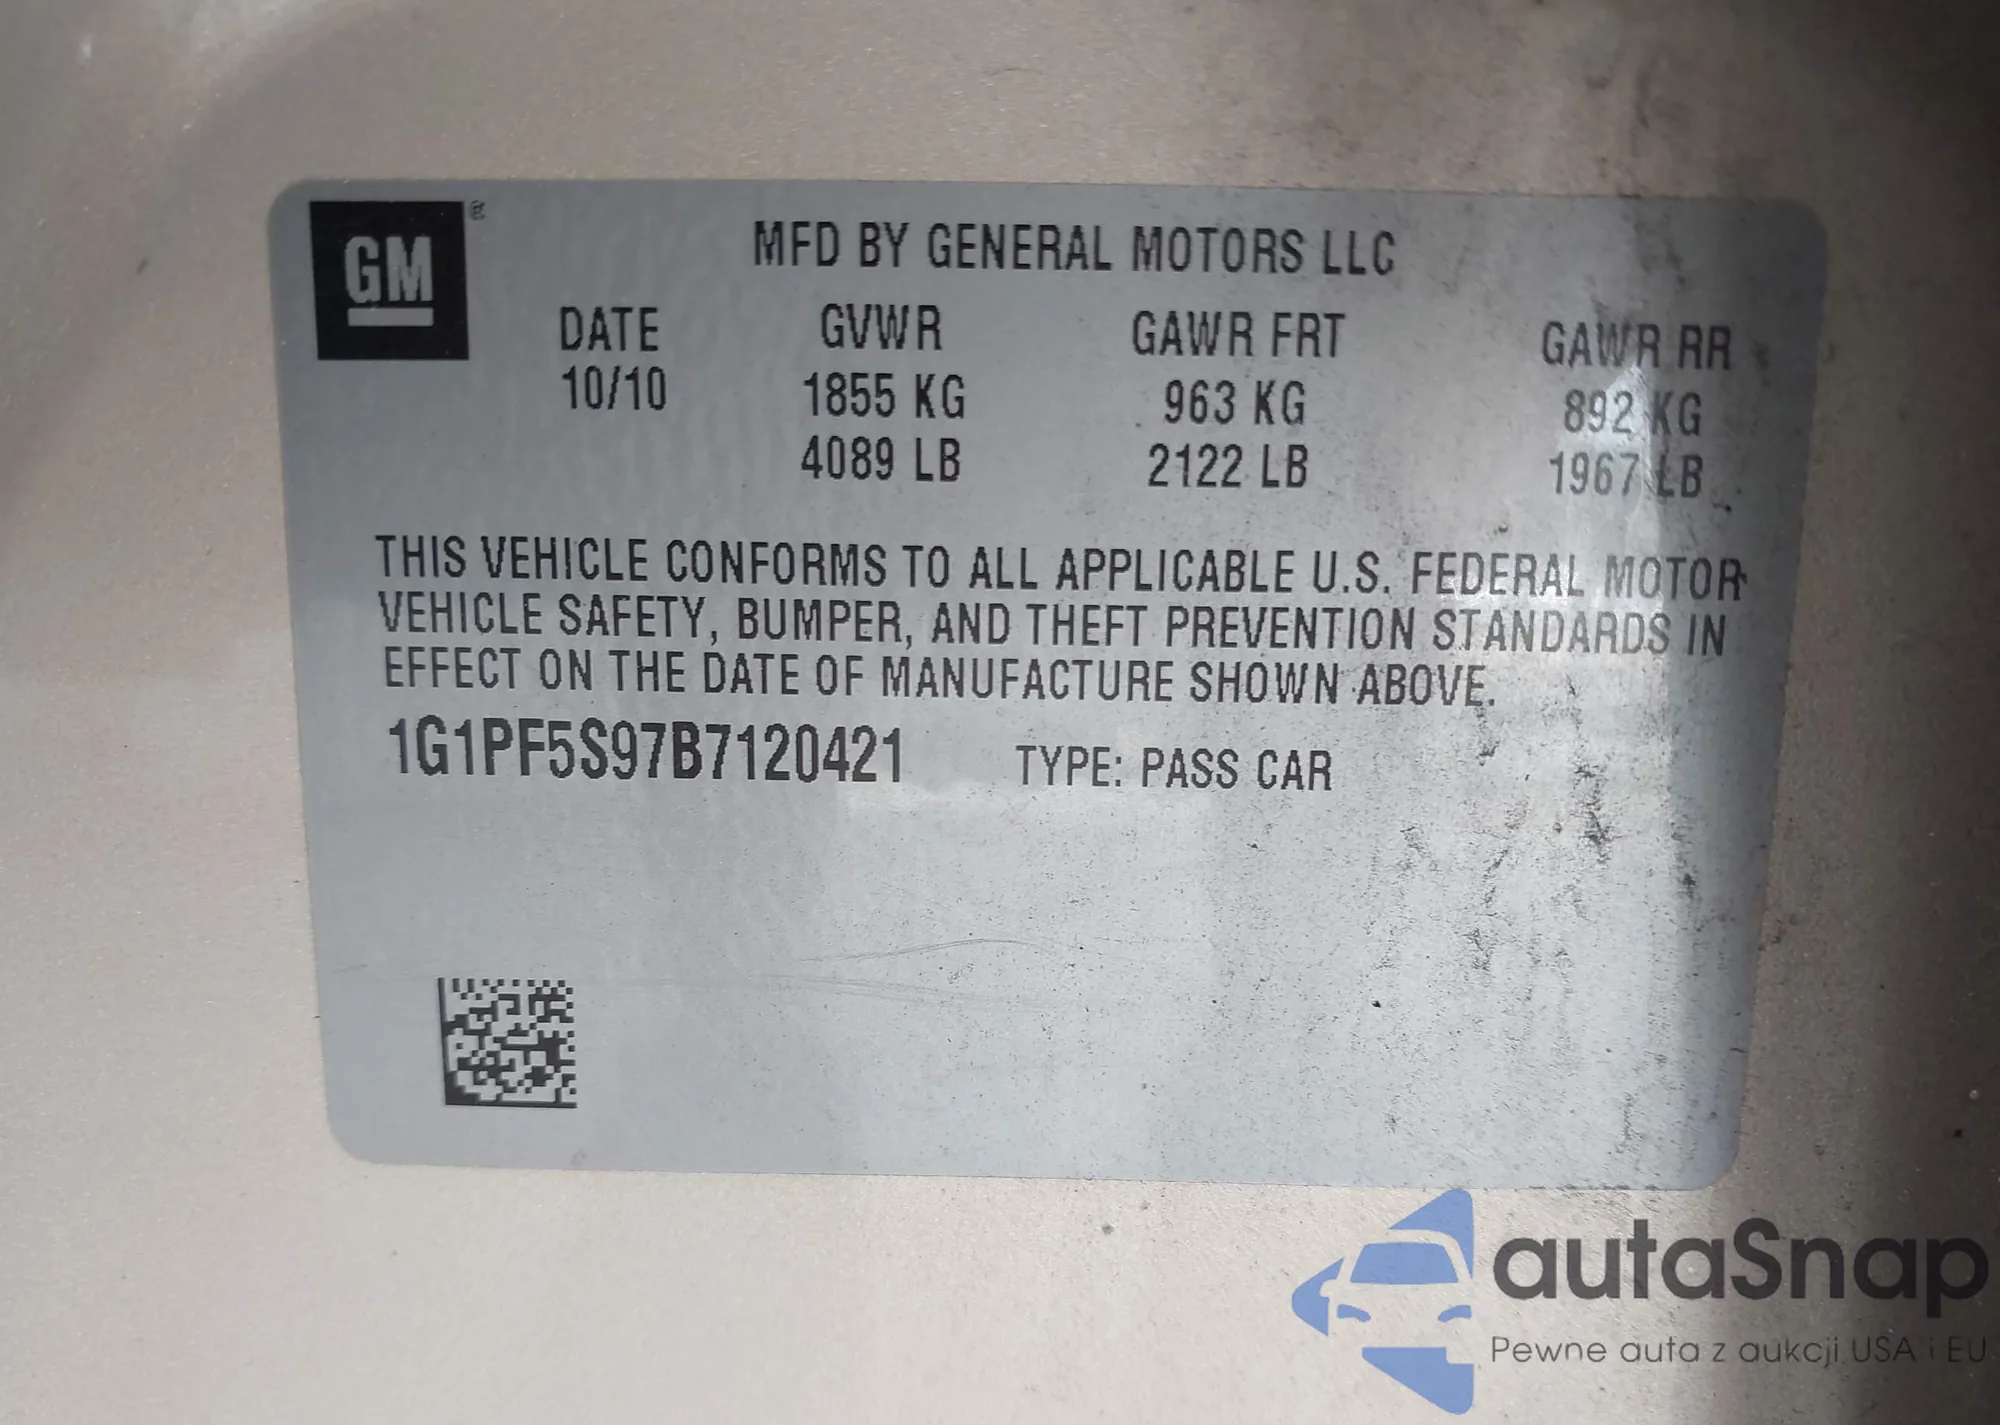 GM ®
MFD BY GENERAL MOTORS LLC
DATE GVWR GAWR FRT GAWR RR
10/10 1855 KG 963 KG 892 KG
4089 LB 2122 LB 1967 LB
THIS VEHICLE CONFORMS TO ALL APPLICABLE U.S. FEDERAL MOTOR
VEHICLE SAFETY, BUMPER, AND THEFT PREVENTION STANDARDS IN
EFFECT ON THE DATE OF MANUFACTURE SHOWN ABOVE.
1G1PF5S97B7120421 TYPE: PASS CAR
autaSnap
Pewne auta z aukcji USA i EU